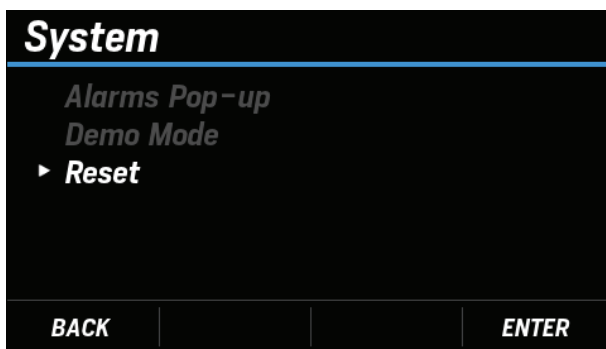 System
Alarms Pop-up
Demo Mode
Reset
BACK ENTER